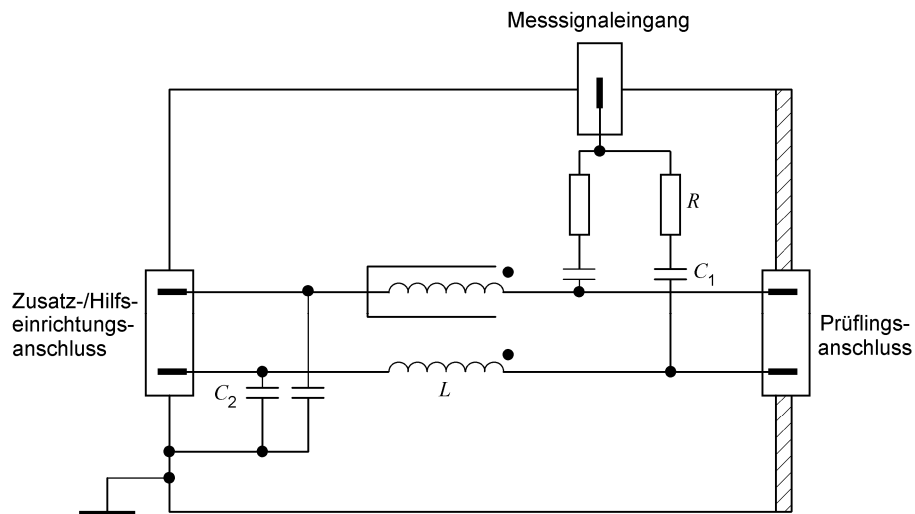 Messsignaleingang
R
C1
Zusatz-/Hilfs-
einrichtungs-
anschluss
Prüflings-
anschluss
C2
L